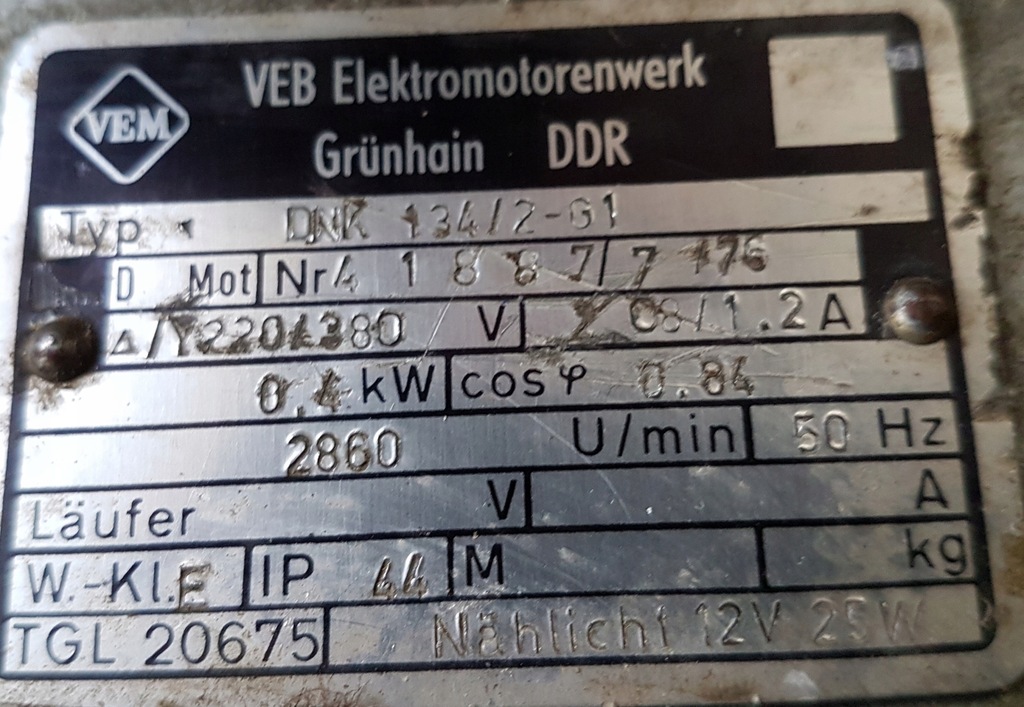 VEM
VEB Elektromotorenwerk
Grünhain DDR
Typ DNK 134/2-G1
D Mot Nr 4 1 8 8 7/ 7 176
Δ/Y 220/380 V 2 08/1.2 A
0.4 kW cos φ 0.84
2860 U/min 50 Hz
Läufer V A
W.-Kl. E IP 44 M kg
TGL 20675 Nählicht 12V 25W